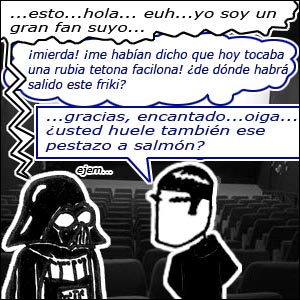 ...esto...hola... euh...yo soy un
gran fan suyo...
¡mierda! ¡me habían dicho que hoy tocaba
una rubia tetona facilona! ¿de dónde habrá
salido este friki?
...gracias, encantado...oiga...
¿usted huele también ese
pestazo a salmón?
ejem...